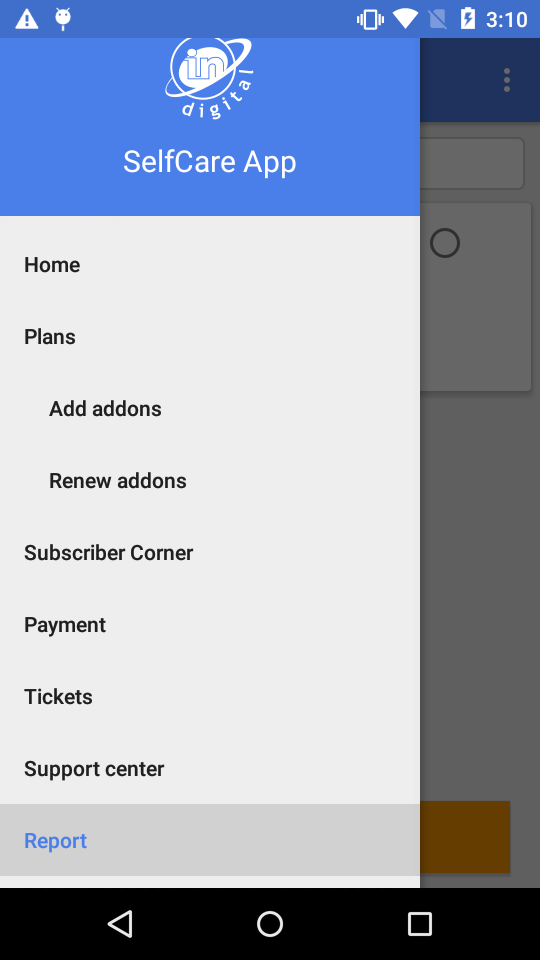 3:10
in
digital
SelfCare App
Home
Plans
Add addons
Renew addons
Subscriber Corner
Payment
Tickets
Support center
Report